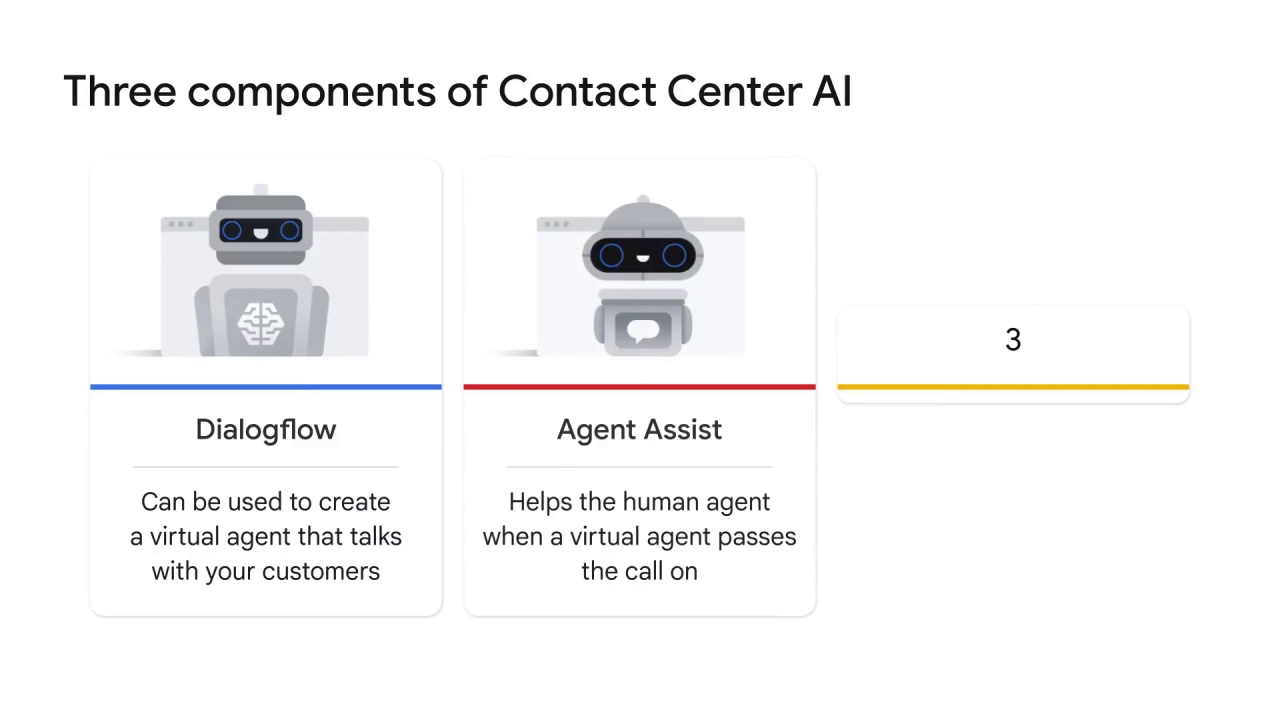 Three components of Contact Center AI
Dialogflow
Can be used to create
a virtual agent that talks
with your customers
Agent Assist
Helps the human agent
when a virtual agent passes
the call on
3